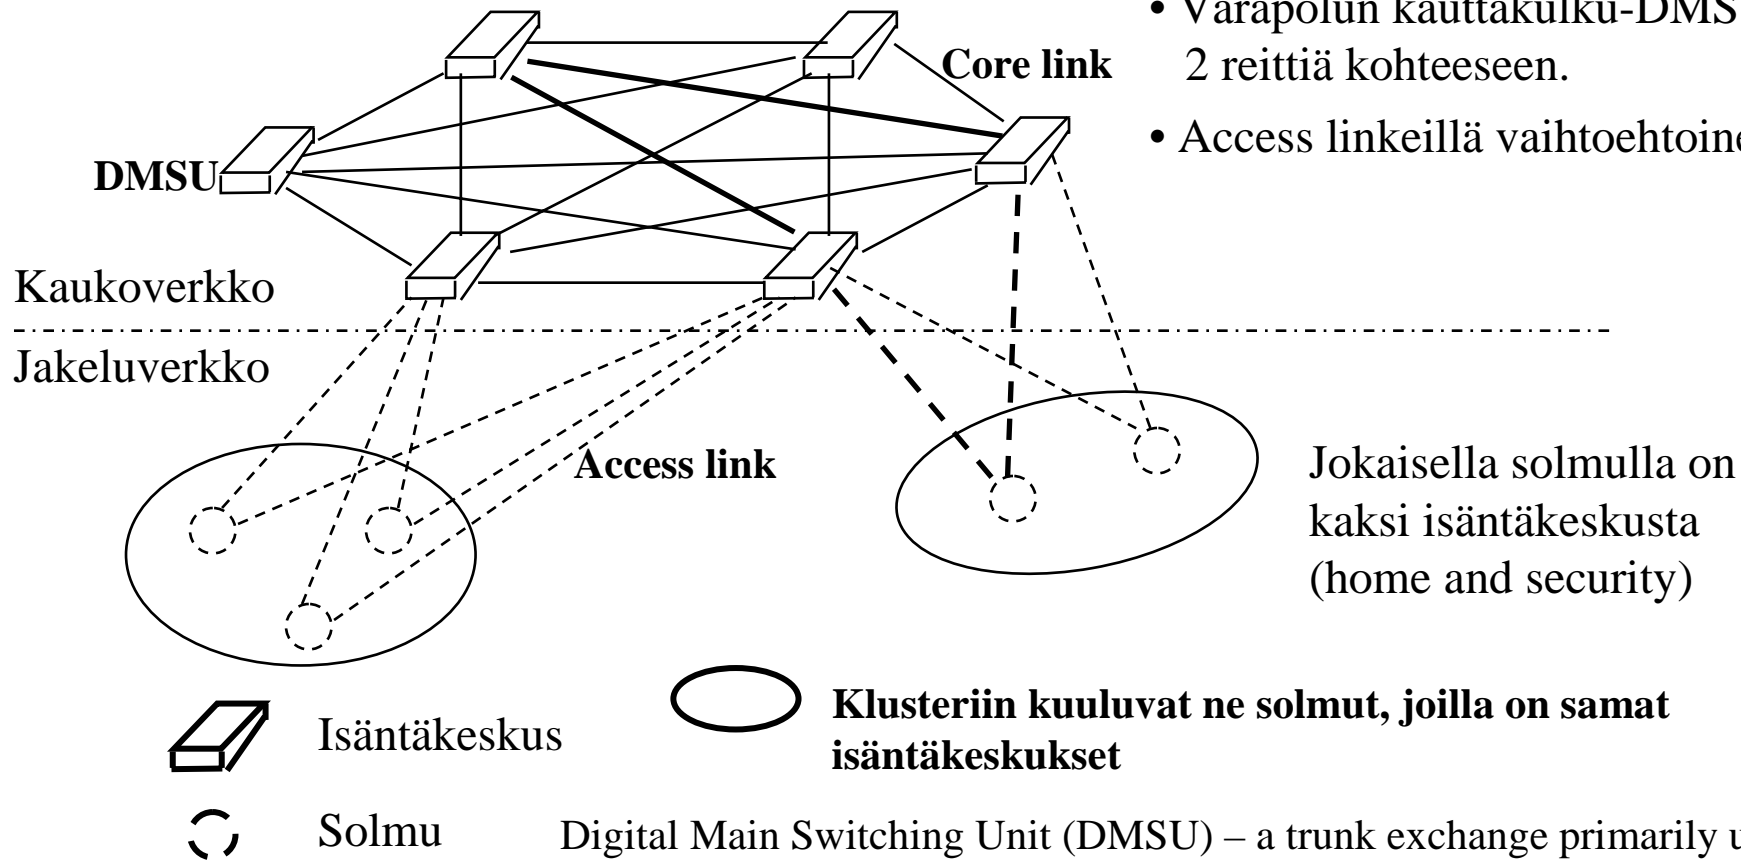 • Varapolun kauttakulku-DMS
2 reittiä kohteeseen.
Core link
• Access linkeillä vaihtoehtoine
DMSU
Kaukoverkko
Jakeluverkko
Access link
Jokaisella solmulla on
kaksi isäntäkeskusta
(home and security)
Klusteriin kuuluvat ne solmut, joilla on samat
isäntäkeskukset
Isäntäkeskus
Solmu
Digital Main Switching Unit (DMSU) – a trunk exchange primarily u